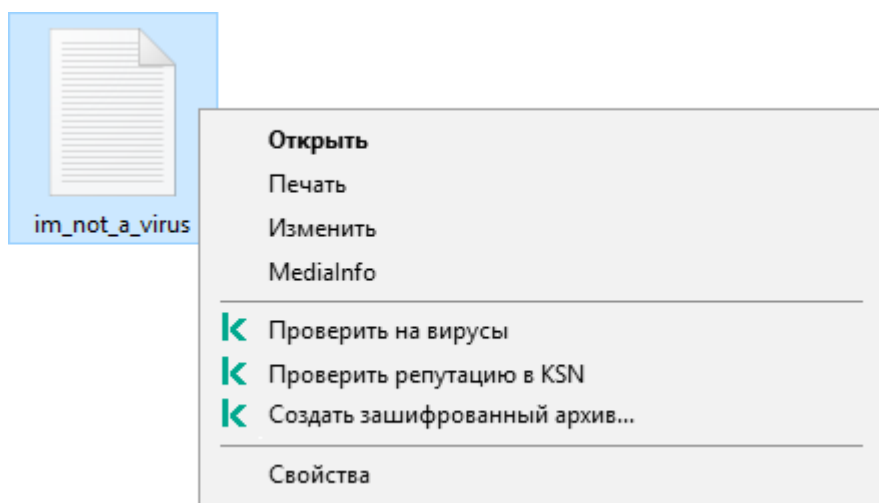 im_not_a_virus
Открыть
Печать
Изменить
MediaInfo
Проверить на вирусы
Проверить репутацию в KSN
Создать зашифрованный архив...
Свойства